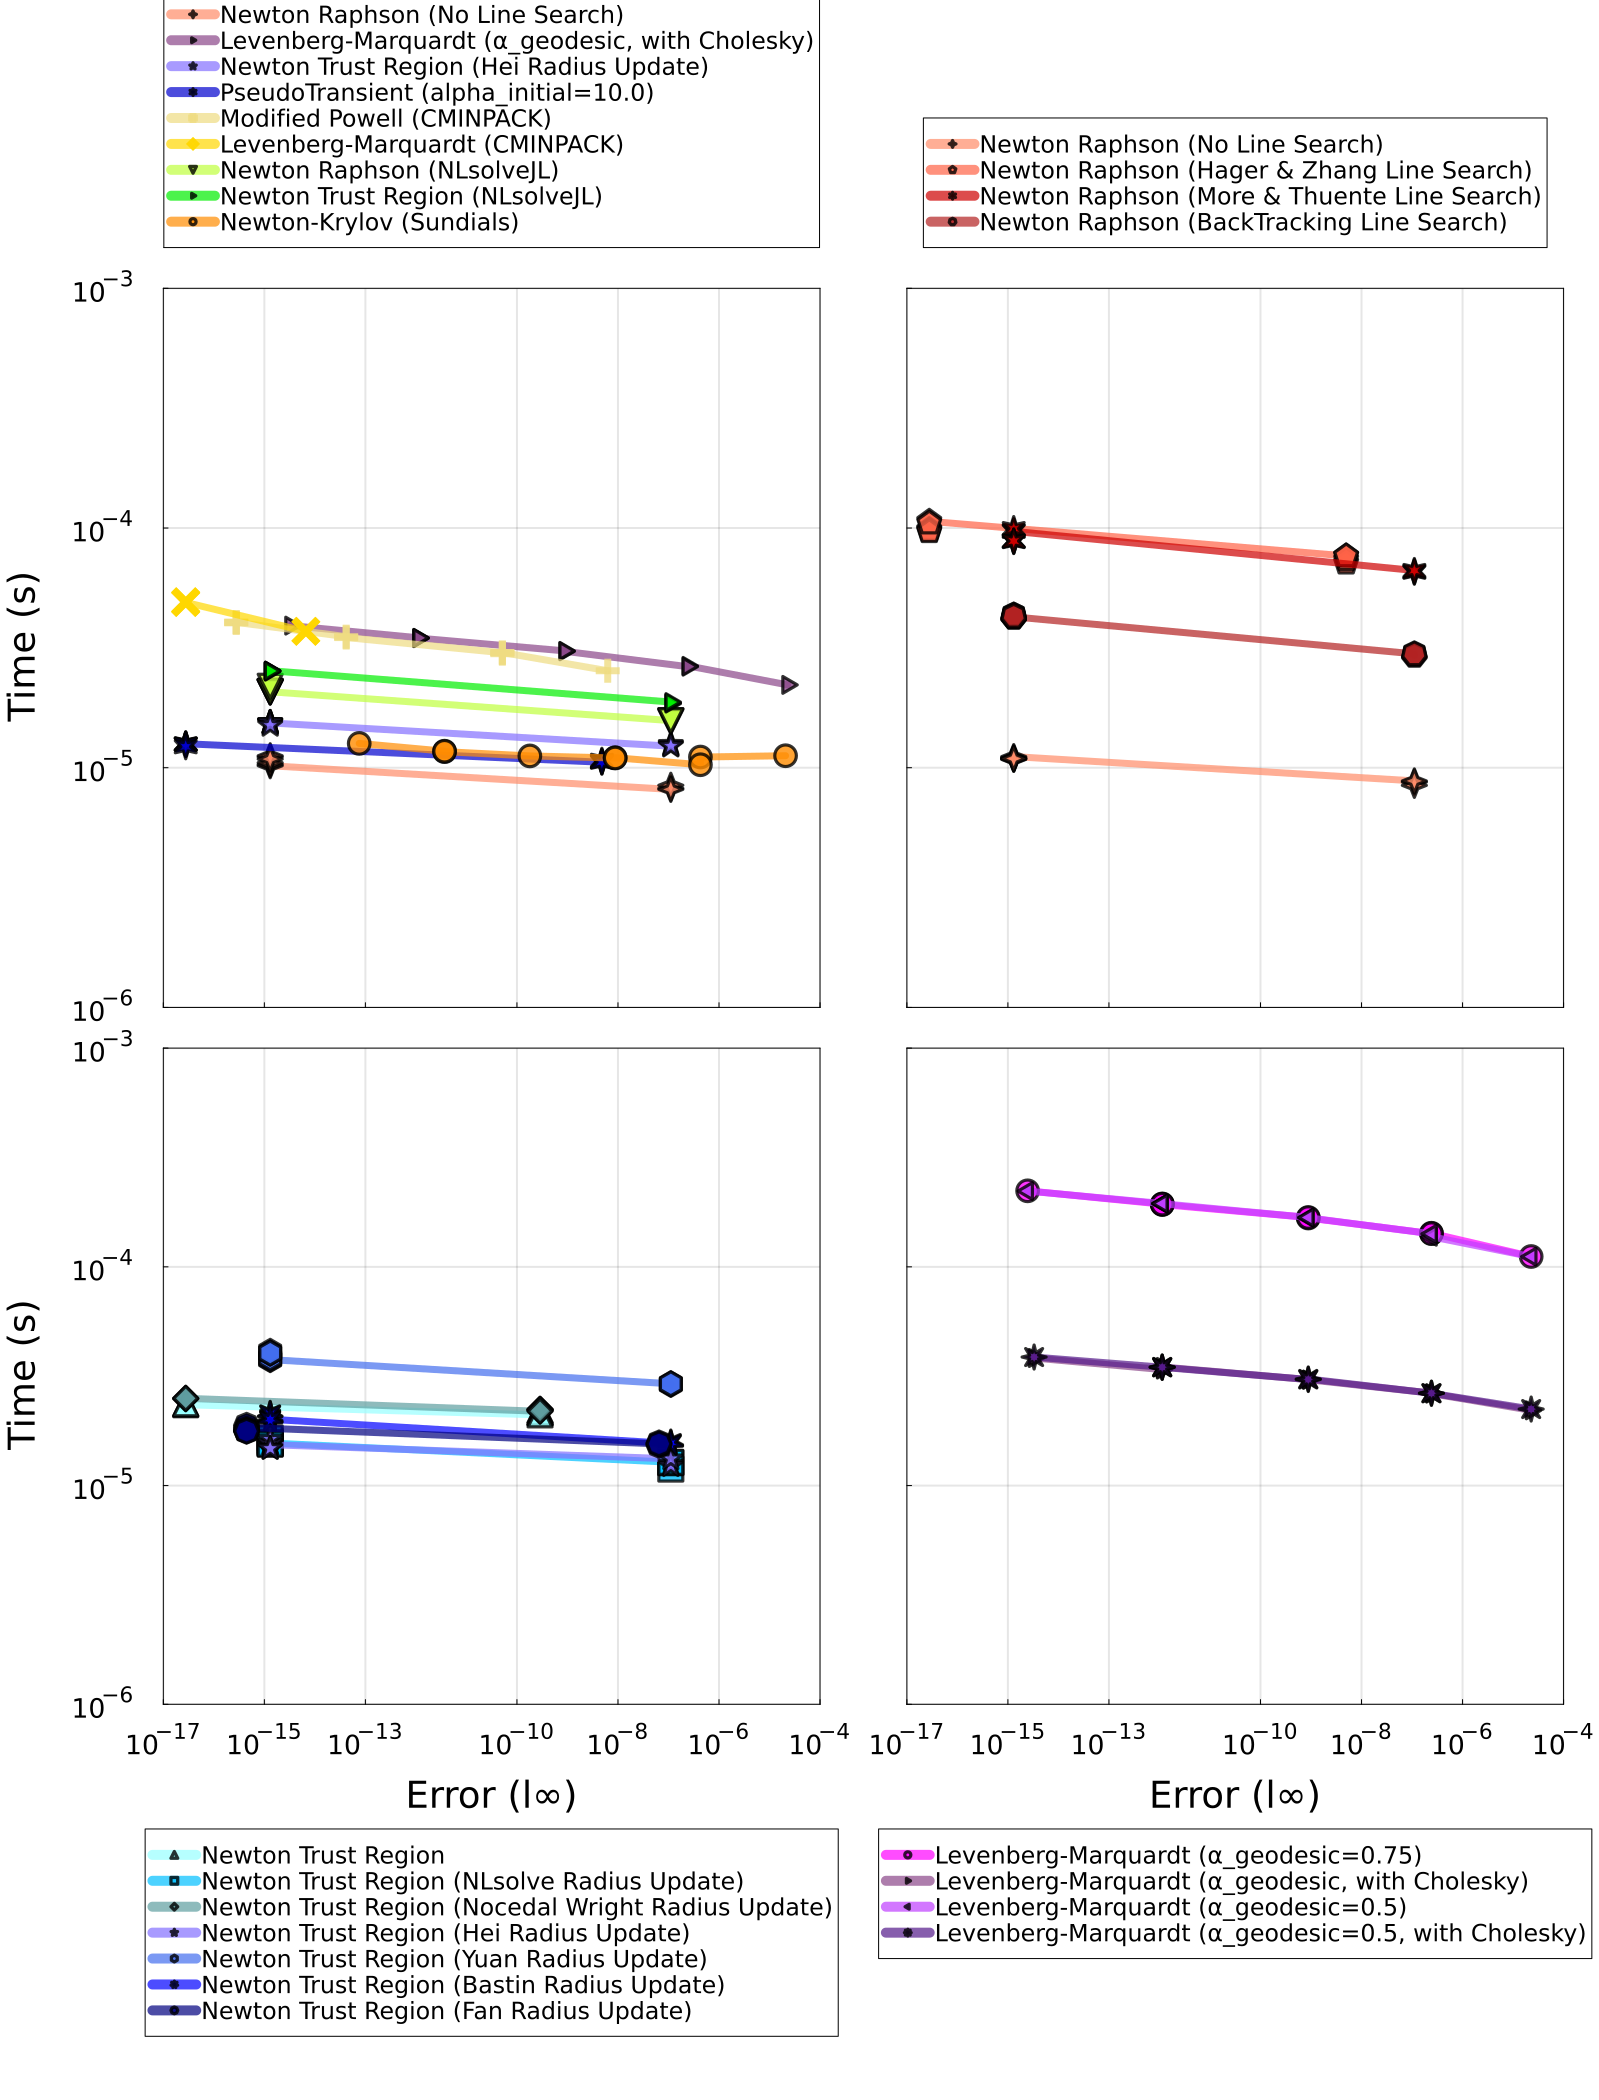 Newton Raphson (No Line Search)
Levenberg-Marquardt (α_geodesic, with Cholesky)
Newton Trust Region (Hei Radius Update)
PseudoTransient (alpha_initial=10.0)
Modified Powell (CMINPACK)
Levenberg-Marquardt (CMINPACK)
Newton Raphson (NLsolveJL)
Newton Trust Region (NLsolveJL)
Newton-Krylov (Sundials)
Newton Raphson (No Line Search)
Newton Raphson (Hager & Zhang Line Search)
Newton Raphson (More & Thuente Line Search)
Newton Raphson (BackTracking Line Search)
10⁻³
10⁻⁴
10⁻⁵
10⁻⁶
Time (s)
10⁻³
10⁻⁴
10⁻⁵
10⁻⁶
Time (s)
10⁻¹⁷ 10⁻¹⁵ 10⁻¹³ 10⁻¹⁰ 10⁻⁸ 10⁻⁶ 10⁻⁴
Error (l∞)
10⁻¹⁷ 10⁻¹⁵ 10⁻¹³ 10⁻¹⁰ 10⁻⁸ 10⁻⁶ 10⁻⁴
Error (l∞)
Newton Trust Region
Newton Trust Region (NLsolve Radius Update)
Newton Trust Region (Nocedal Wright Radius Update)
Newton Trust Region (Hei Radius Update)
Newton Trust Region (Yuan Radius Update)
Newton Trust Region (Bastin Radius Update)
Newton Trust Region (Fan Radius Update)
Levenberg-Marquardt (α_geodesic=0.75)
Levenberg-Marquardt (α_geodesic, with Cholesky)
Levenberg-Marquardt (α_geodesic=0.5)
Levenberg-Marquardt (α_geodesic=0.5, with Cholesky)